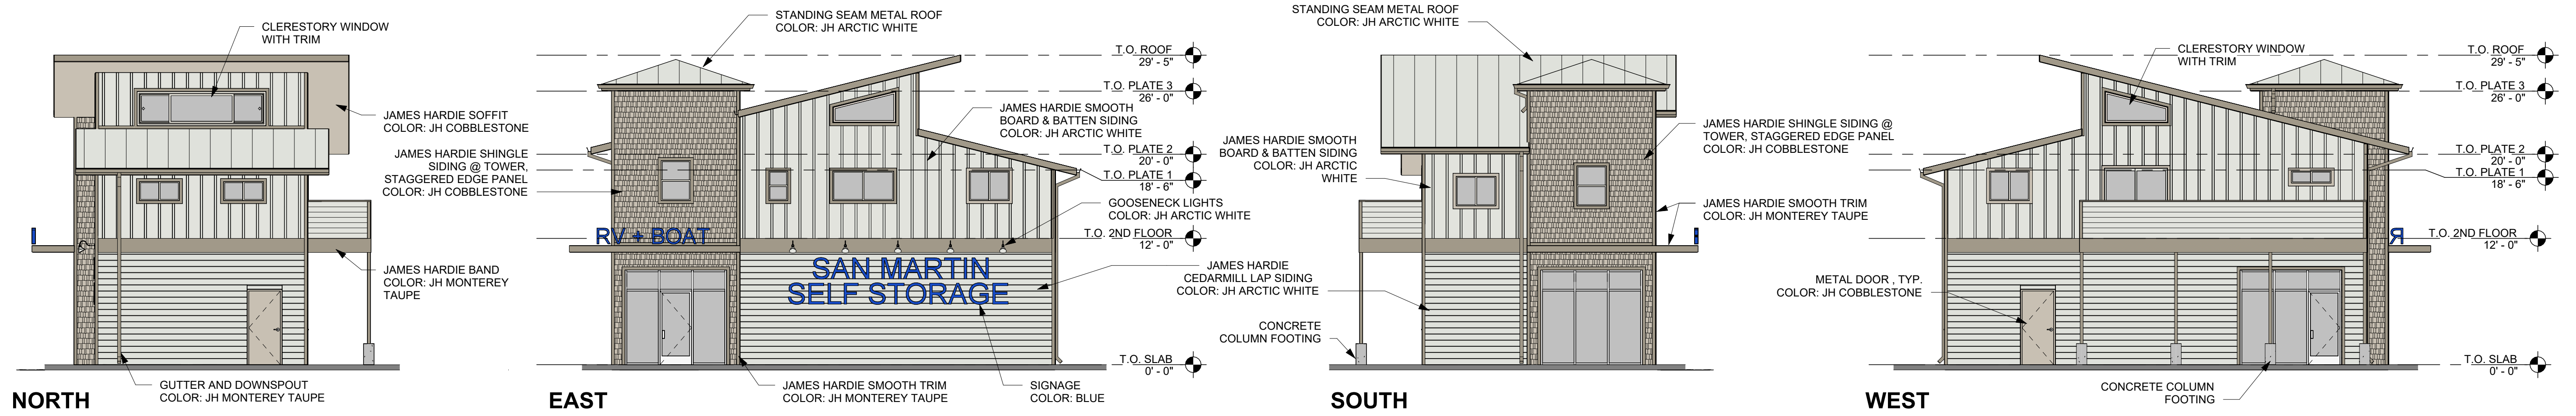 CLERESTORY WINDOW
WITH TRIM
JAMES HARDIE SOFFIT
COLOR: JH COBBLESTONE
JAMES HARDIE SHINGLE
SIDING @ TOWER,
STAGGERED EDGE PANEL
COLOR: JH COBBLESTONE
JAMES HARDIE BAND
COLOR: JH MONTEREY
TAUPE
GUTTER AND DOWNSPOUT
COLOR: JH MONTEREY TAUPE
NORTH
STANDING SEAM METAL ROOF
COLOR: JH ARCTIC WHITE
T.O. ROOF
29' - 5"
T.O. PLATE 3
26' - 0"
JAMES HARDIE SMOOTH
BOARD & BATTEN SIDING
COLOR: JH ARCTIC WHITE
T.O. PLATE 2
20' - 0"
T.O. PLATE 1
18' - 6"
GOOSENECK LIGHTS
COLOR: JH ARCTIC WHITE
T.O. 2ND FLOOR
12' - 0"
RV + BOAT
SAN MARTIN
SELF STORAGE
JAMES HARDIE
CEDARMILL LAP SIDING
COLOR: JH ARCTIC WHITE
T.O. SLAB
0' - 0"
JAMES HARDIE SMOOTH TRIM
COLOR: JH MONTEREY TAUPE
SIGNAGE
COLOR: BLUE
EAST
STANDING SEAM METAL ROOF
COLOR: JH ARCTIC WHITE
JAMES HARDIE SMOOTH
BOARD & BATTEN SIDING
COLOR: JH ARCTIC
WHITE
JAMES HARDIE SHINGLE SIDING @
TOWER, STAGGERED EDGE PANEL
COLOR: JH COBBLESTONE
JAMES HARDIE SMOOTH TRIM
COLOR: JH MONTEREY TAUPE
CONCRETE
COLUMN FOOTING
SOUTH
CLERESTORY WINDOW
WITH TRIM
T.O. ROOF
29' - 5"
T.O. PLATE 3
26' - 0"
T.O. PLATE 2
20' - 0"
T.O. PLATE 1
18' - 6"
R
T.O. 2ND FLOOR
12' - 0"
METAL DOOR , TYP.
COLOR: JH COBBLESTONE
T.O. SLAB
0' - 0"
CONCRETE COLUMN
FOOTING
WEST